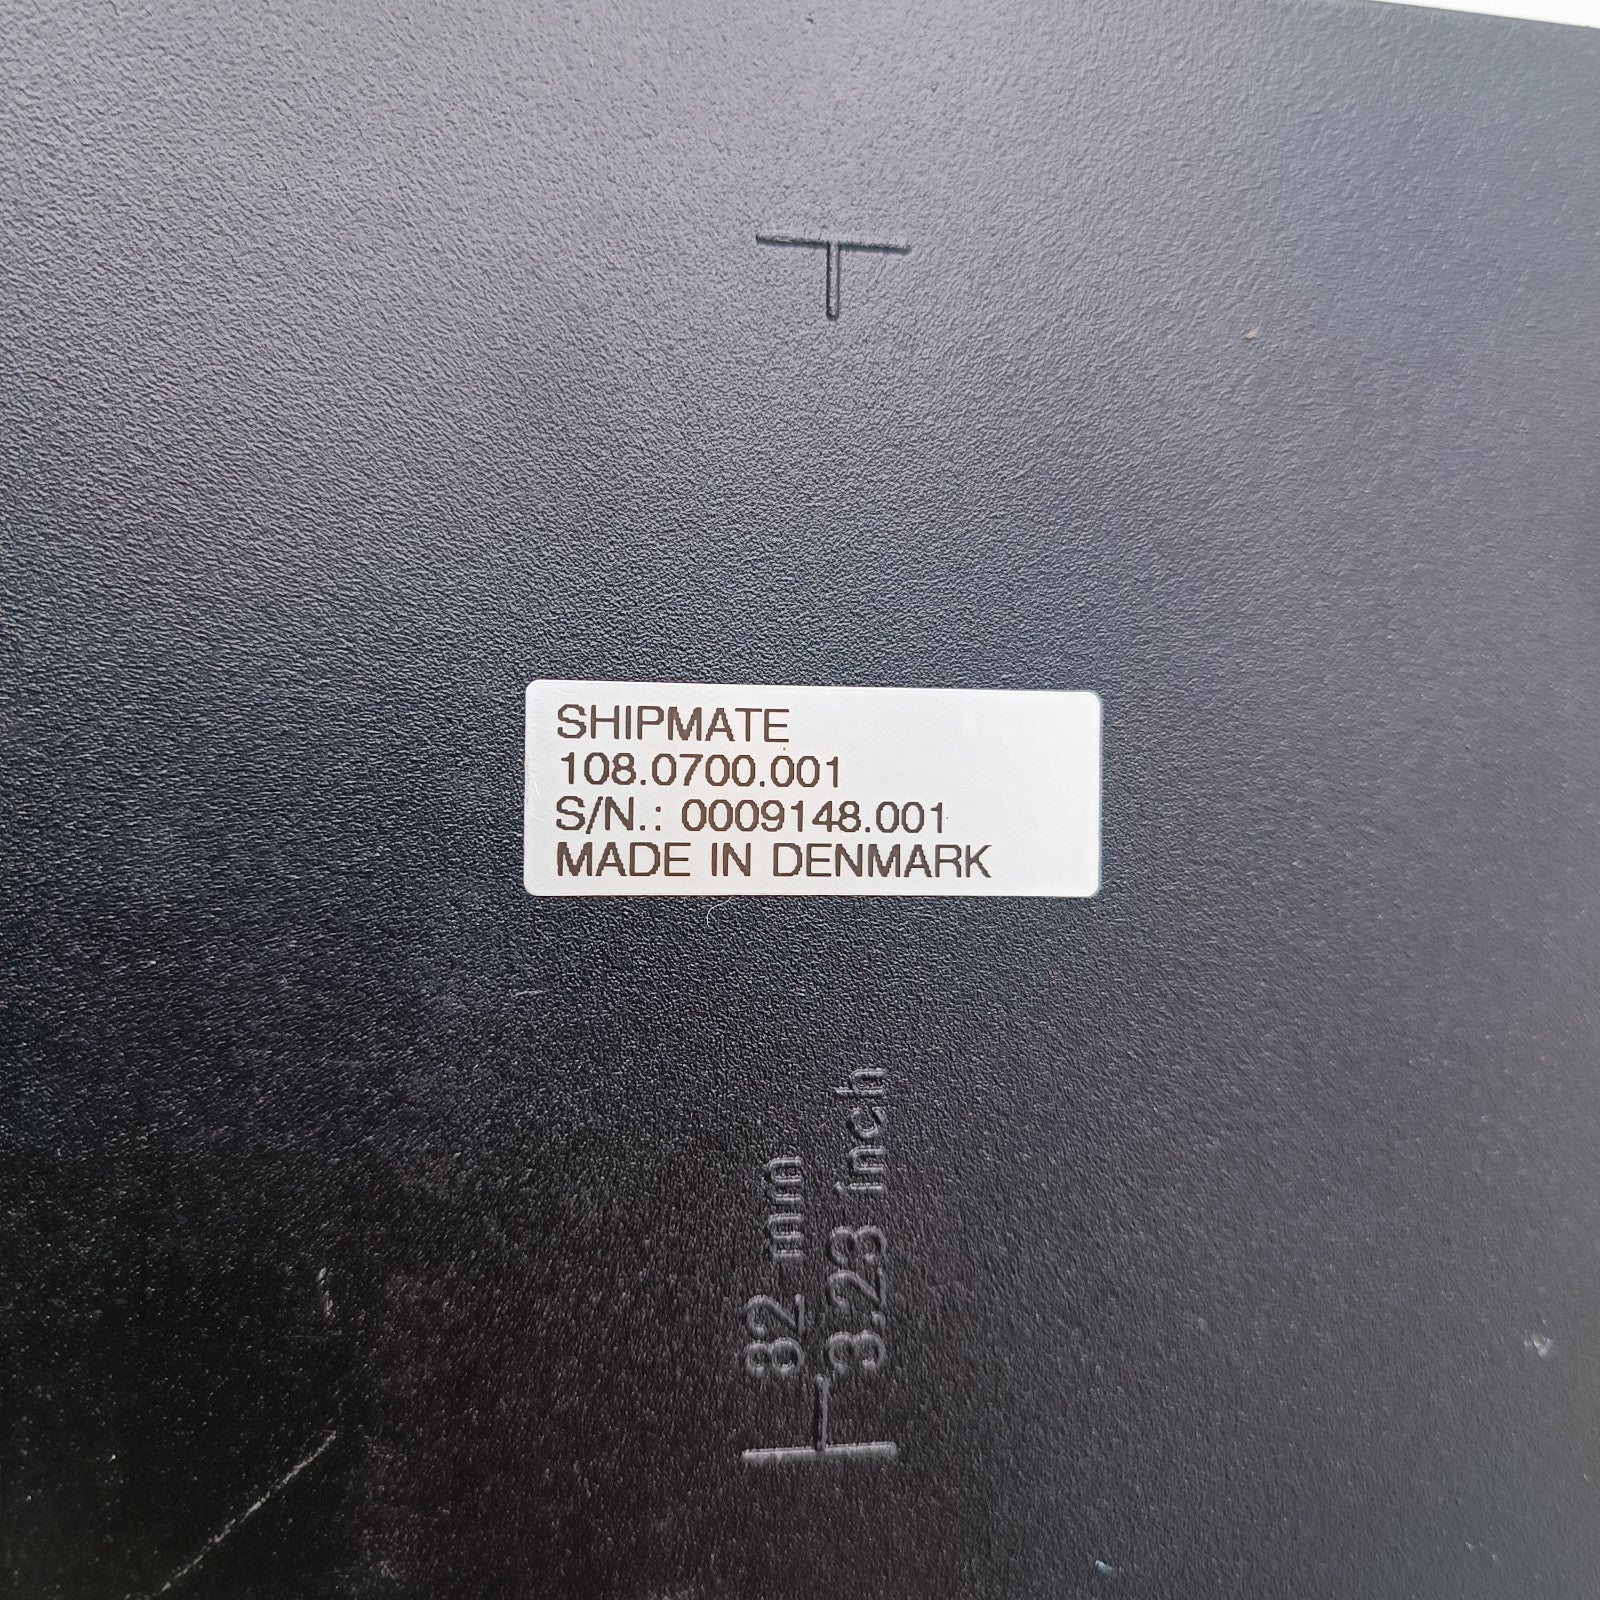 SHIPMATE
108.0700.001
S/N.: 0009148.001
MADE IN DENMARK
82 mm
3.23 inch